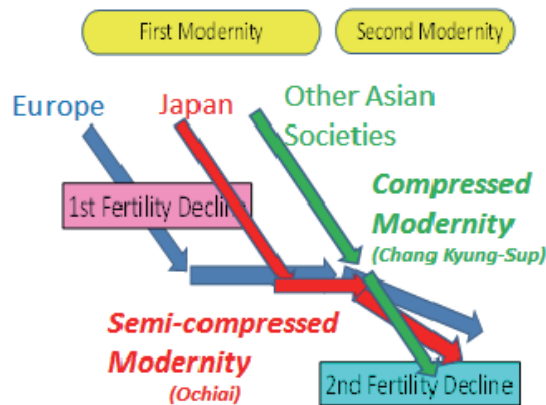 First Modernity
Second Modernity
Europe
Japan
Other Asian
Societies
1st Fertility Decline
Compressed
Modernity
(Chang Kyung-Sup)
Semi-compressed
Modernity
(Ochiai)
2nd Fertility Decline